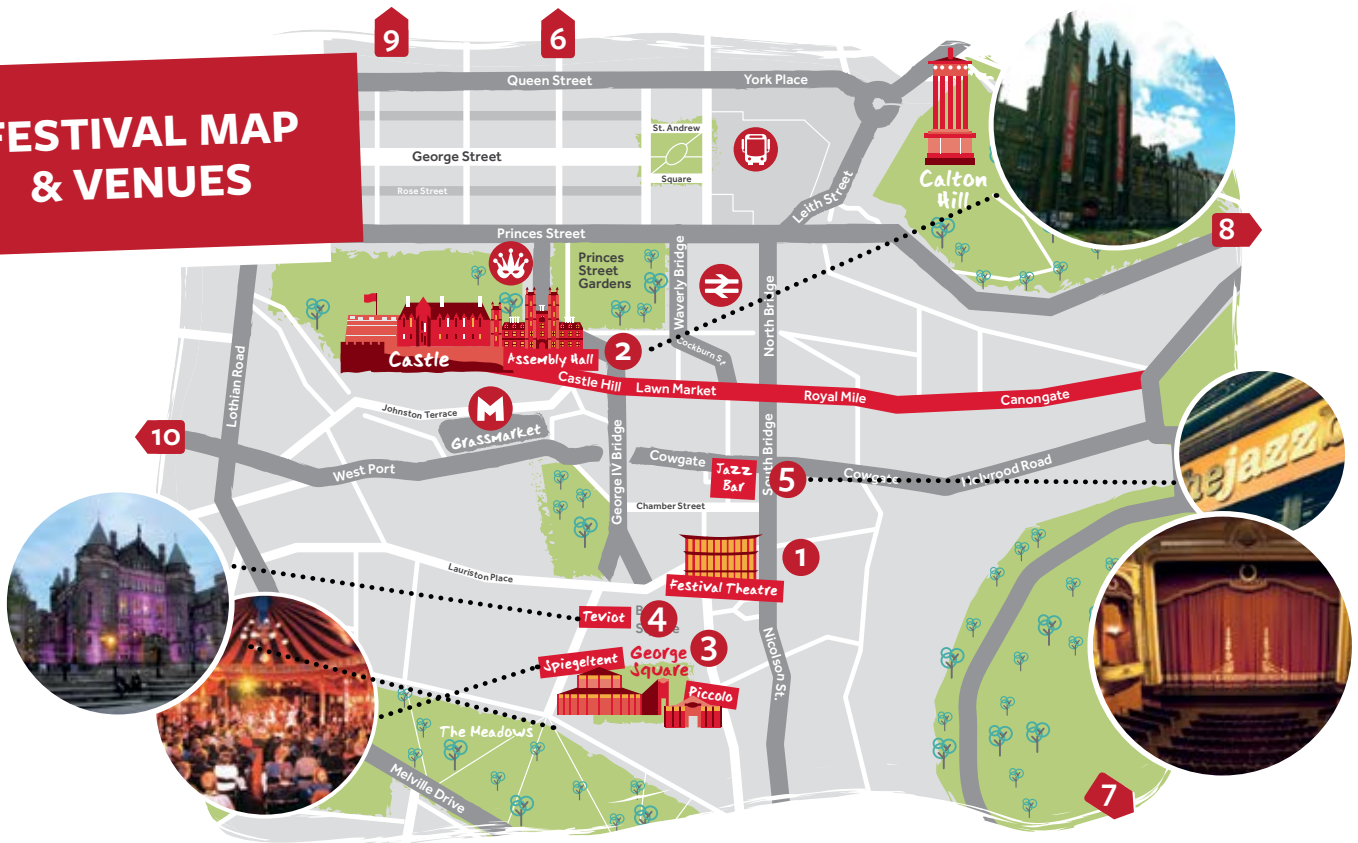 9
6
FESTIVAL MAP
& VENUES
Queen Street
York Place
St. Andrew
Square
George Street
Rose Street
Leith Street
Calton
Hill
8
Princes Street
Princes
Street
Gardens
Waverly Bridge
North Bridge
Castle
Assembly Hall
2
Cockburn St
Castle Hill
Lawn Market
Royal Mile
Canongate
Lothian Road
Johnston Terrace
M
Grassmarket
10
West Port
George IV Bridge
Cowgate
Jazz
Bar
5
South Bridge
Cowgate
Holyrood Road
jazz
Chamber Street
1
Festival Theatre
Lauriston Place
Teviot
4
3
George
Square
Spiegeltent
Piccolo
Nicolson St.
The Meadows
Melville Drive
7